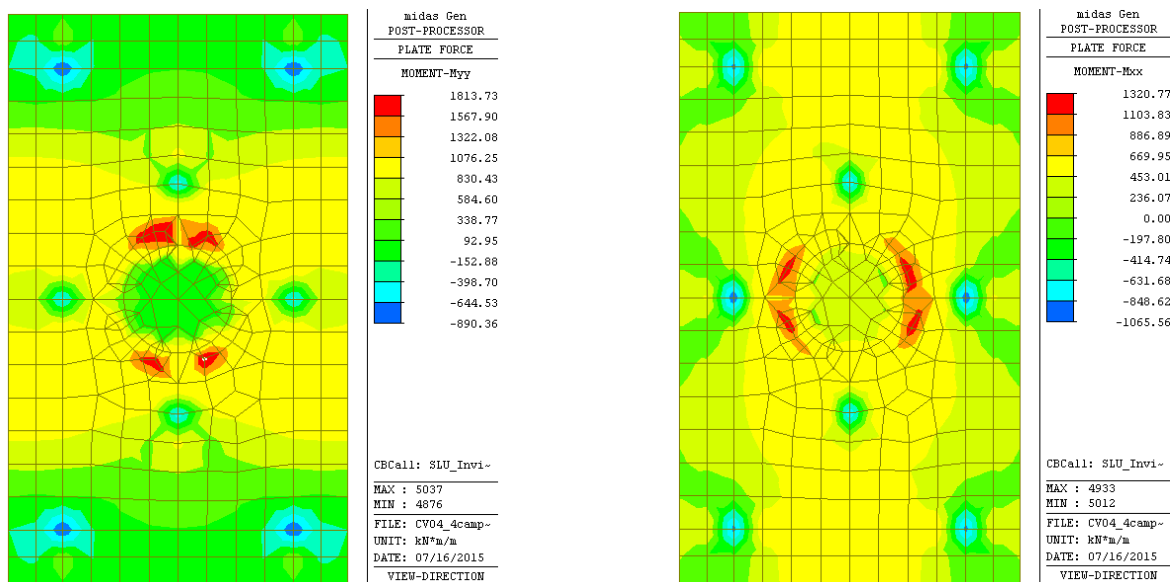 midas Gen
POST-PROCESSOR
PLATE FORCE
MOMENT-Myy
1813.73
1567.90
1322.08
1076.25
830.43
584.60
338.77
92.95
-152.88
-398.70
-644.53
-890.36
CBCall: SLU_Invi~
MAX : 5037
MIN : 4876
FILE: CV04_4camp~
UNIT: kN*m/m
DATE: 07/16/2015
VIEW-DIRECTION
midas Gen
POST-PROCESSOR
PLATE FORCE
MOMENT-Mxx
1320.77
1103.83
886.89
669.95
453.01
236.07
0.00
-197.80
-414.74
-631.68
-848.62
-1065.56
CBCall: SLU_Invi~
MAX : 4933
MIN : 5012
FILE: CV04_4camp~
UNIT: kN*m/m
DATE: 07/16/2015
VIEW-DIRECTION